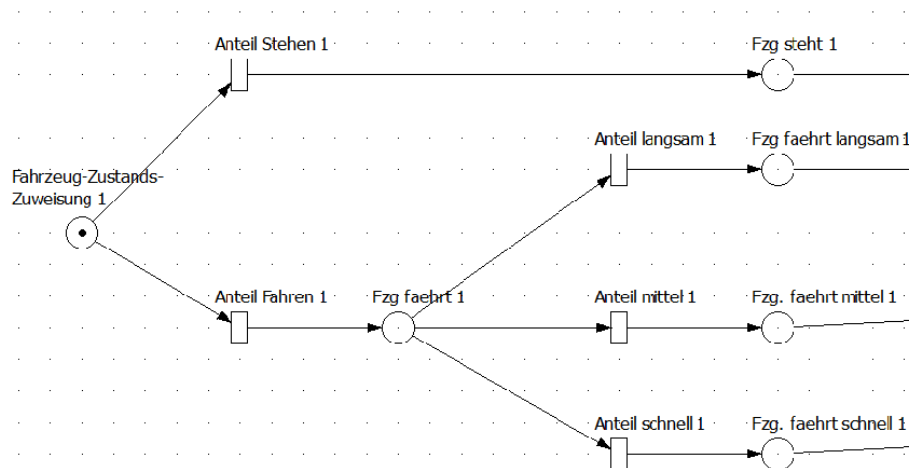 Anteil Stehen 1
Fzg steht 1
Anteil langsam 1
Fzg faehrt langsam 1
Fahrzeug-Zustands-
Zuweisung 1
Anteil Fahren 1
Fzg faehrt 1
Anteil mittel 1
Fzg. faehrt mittel 1
Anteil schnell 1
Fzg. faehrt schnell 1